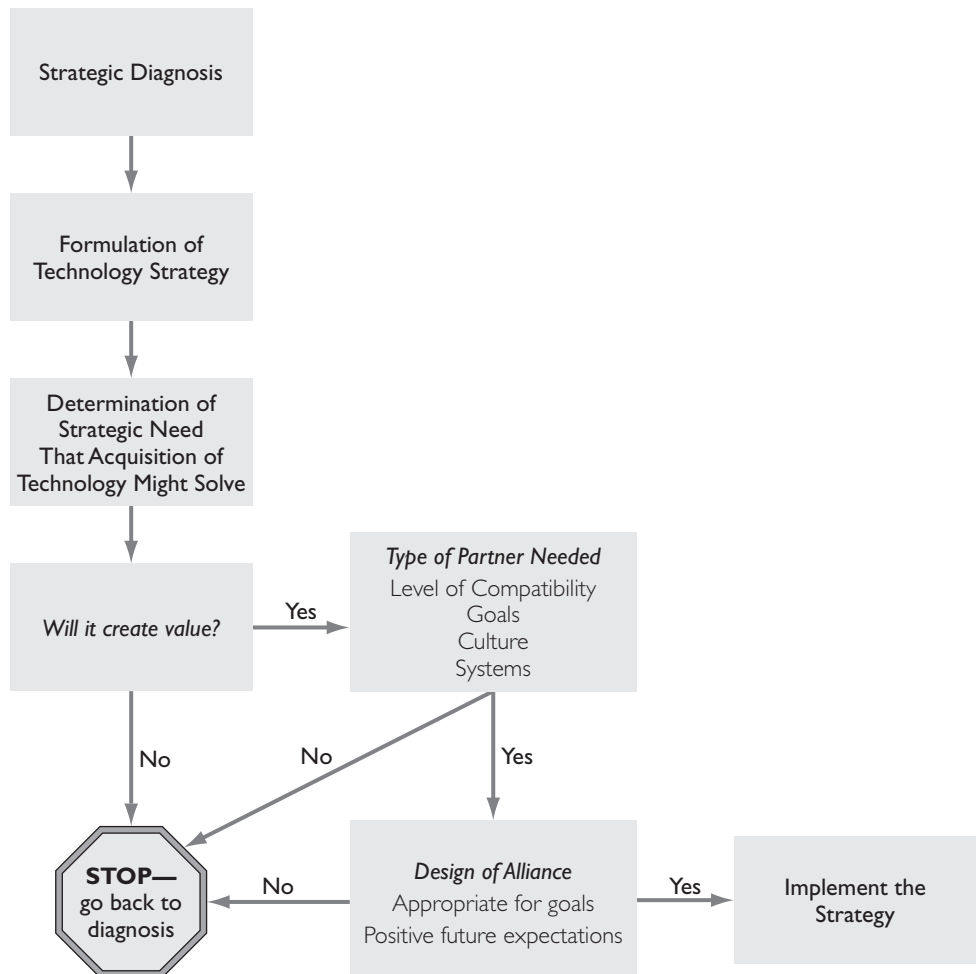 Strategic Diagnosis
Formulation of
Technology Strategy
Determination of
Strategic Need
That Acquisition of
Technology Might Solve
Will it create value?
Yes
Type of Partner Needed
Level of Compatibility
Goals
Culture
Systems
No
No
Yes
STOP—
go back to
diagnosis
No
Design of Alliance
Appropriate for goals
Positive future expectations
Yes
Implement the
Strategy